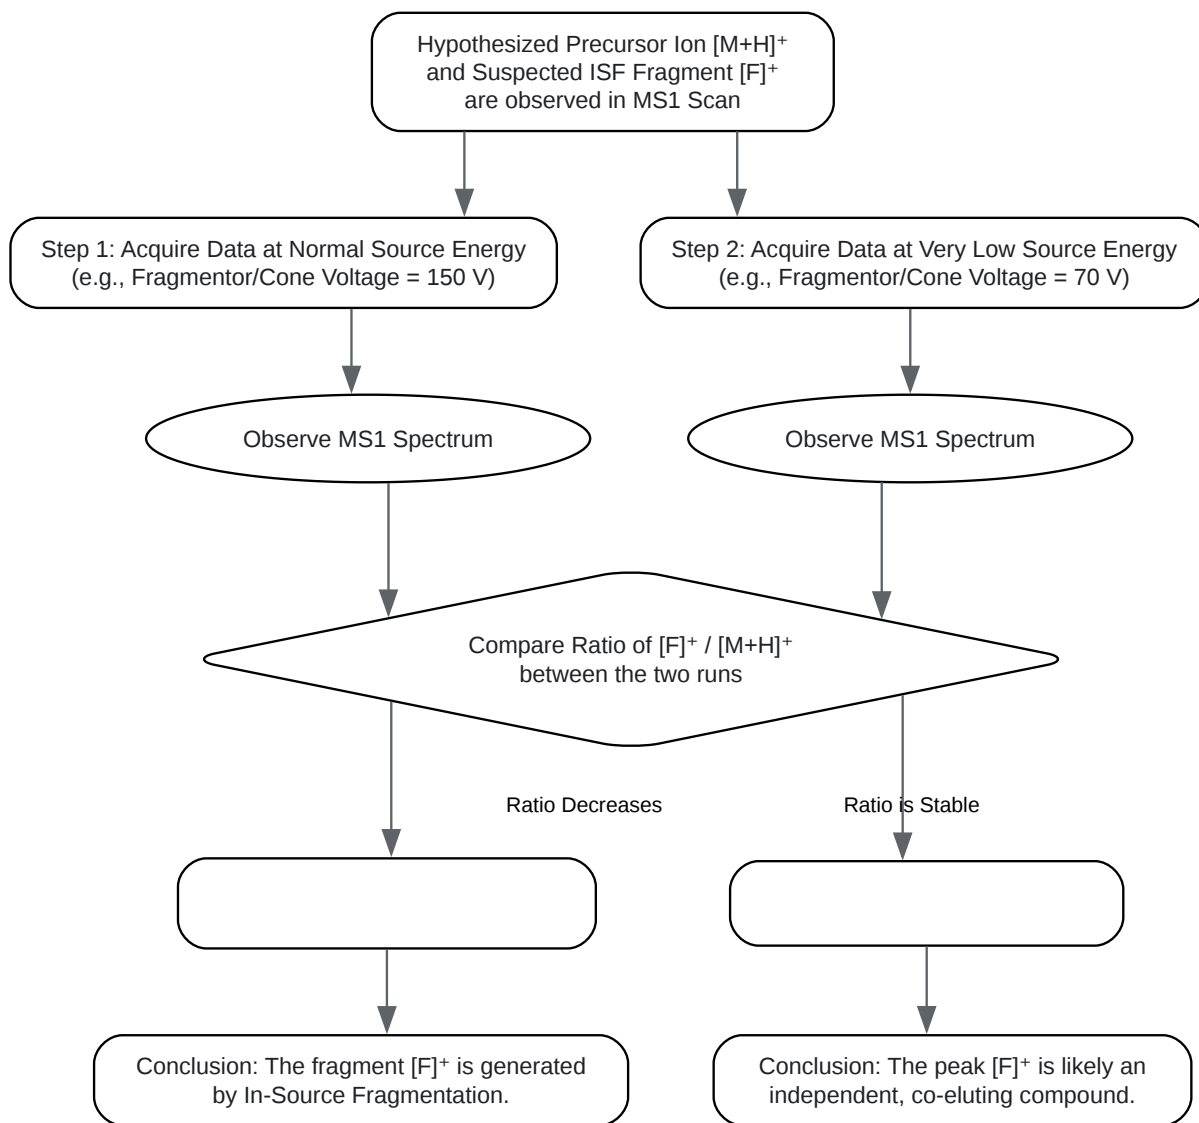 Hypothesized Precursor Ion [M+H]⁺
and Suspected ISF Fragment [F]⁺
are observed in MS1 Scan
Step 1: Acquire Data at Normal Source Energy
(e.g., Fragmentor/Cone Voltage = 150 V)
Step 2: Acquire Data at Very Low Source Energy
(e.g., Fragmentor/Cone Voltage = 70 V)
Observe MS1 Spectrum
Observe MS1 Spectrum
Compare Ratio of [F]⁺ / [M+H]⁺
between the two runs
Ratio Decreases
Ratio is Stable
Conclusion: The fragment [F]⁺ is generated
by In-Source Fragmentation.
Conclusion: The peak [F]⁺ is likely an
independent, co-eluting compound.